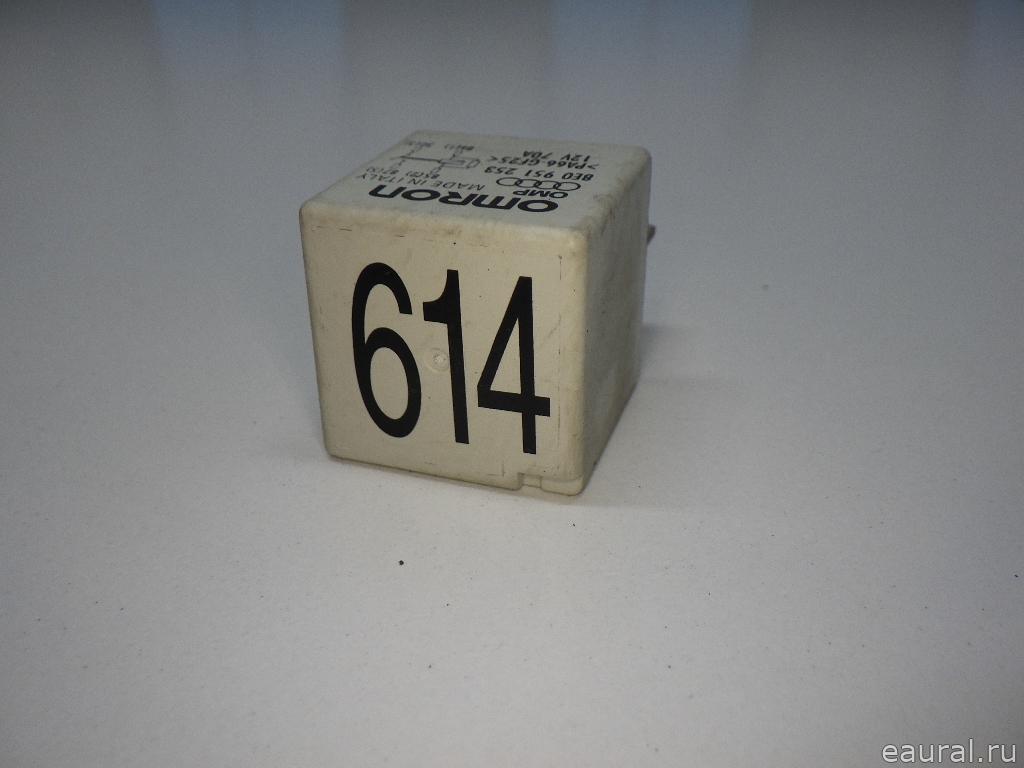 614
omron
MADE IN ITALY
OMP
8E0 951 253
>PA66 GF25<
12V 70A
eaural.ru